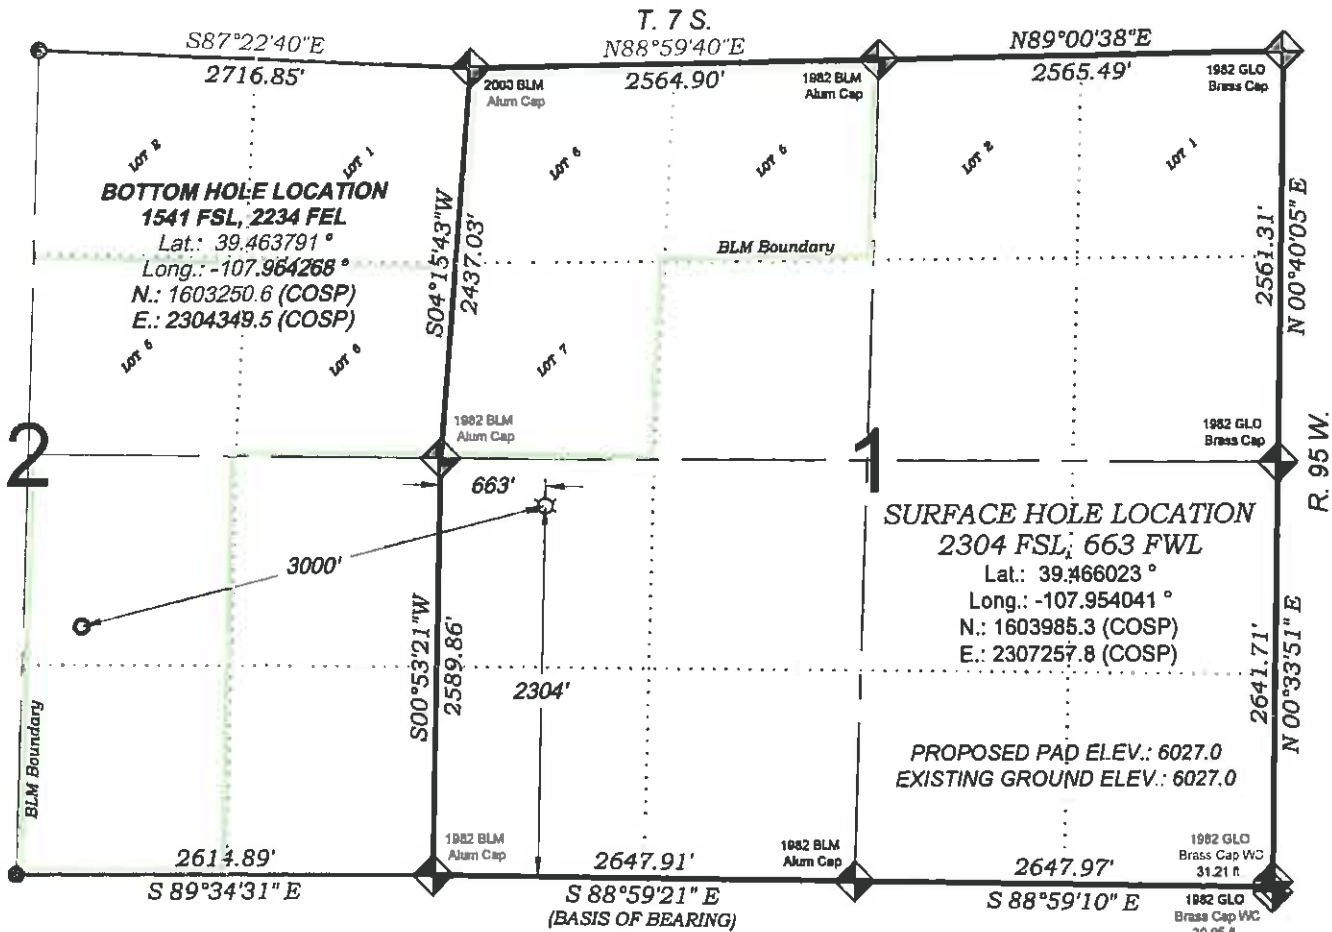 T. 7 S.
S87°22'40"E
2716.85'
N88°59'40"E
2564.90'
N89°00'38"E
2565.49'
2003 BLM
Alum Cap
1982 BLM
Alum Cap
1982 GLO
Brass Cap
LOT 2
LOT 1
LOT 6
LOT 5
LOT 2
LOT 1
BOTTOM HOLE LOCATION
1541 FSL, 2234 FEL
Lat.: 39.463791 °
Long.: -107.964268 °
N.: 1603250.6 (COSP)
E.: 2304349.5 (COSP)
S04°15'43"W
2437.03'
BLM Boundary
2561.31'
N 00°40'05" E
LOT 5
LOT 6
LOT 7
1982 BLM
Alum Cap
1982 GLO
Brass Cap
2
1
R. 95 W.
663'
3000'
2304'
SURFACE HOLE LOCATION
2304 FSL, 663 FWL
Lat.: 39.466023 °
Long.: -107.954041 °
N.: 1603985.3 (COSP)
E.: 2307257.8 (COSP)
S00°53'21"W
2589.86'
2641.71'
N 00°33'51" E
BLM Boundary
PROPOSED PAD ELEV.: 6027.0
EXISTING GROUND ELEV.: 6027.0
1982 BLM
Alum Cap
1982 BLM
Alum Cap
1982 GLO
Brass Cap WC
31.21 ft
2614.89'
S 89°34'31" E
2647.91'
S 88°59'21" E
(BASIS OF BEARING)
2647.97'
S 88°59'10" E
1982 GLO
Brass Cap WC